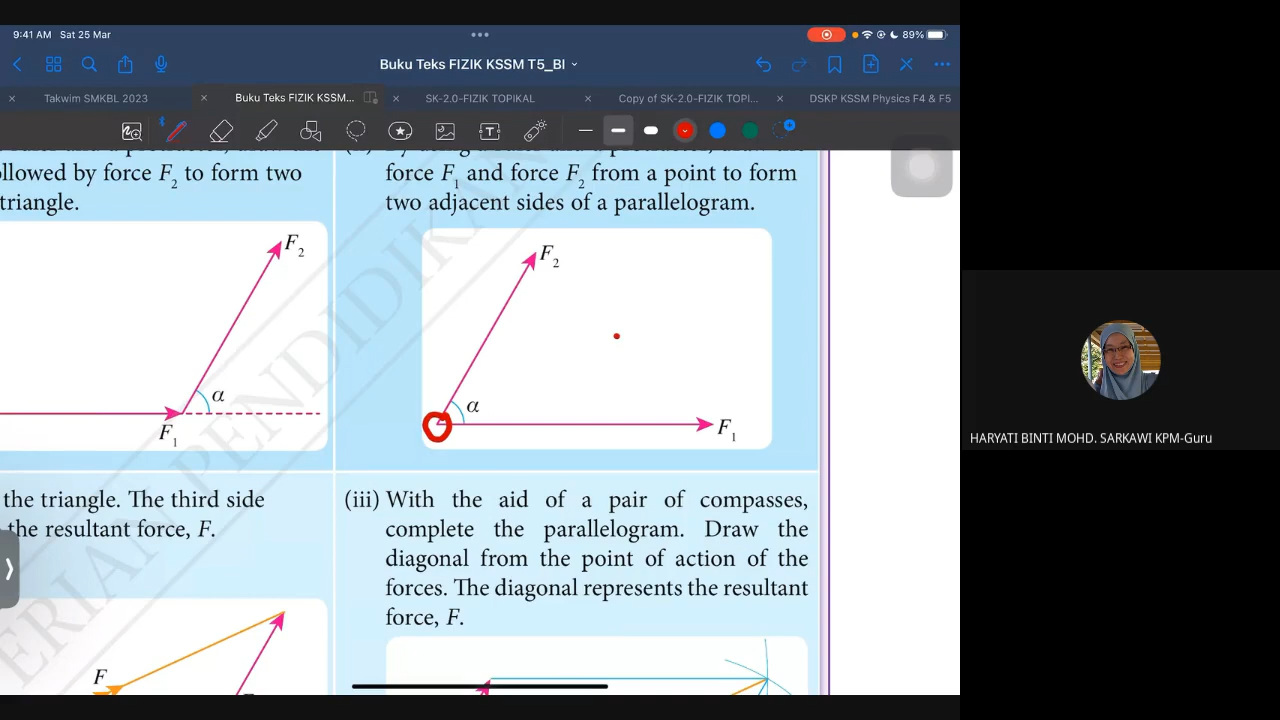 9:41 AM Sat 25 Mar
89%
Buku Teks FIZIK KSSM T5_BI
Takwim SMKBL 2023
Buku Teks FIZIK KSSM...
SK-2.0-FIZIK TOPIKAL
Copy of SK-2.0-FIZIK TOPI...
DSKP KSSM Physics F4 & F5
ollowed by force F₂ to form two
triangle.
F₂
α
F₁
the triangle. The third side
the resultant force, F.
F
force F₁ and force F₂ from a point to form
two adjacent sides of a parallelogram.
F₂
α
F₁
(iii) With the aid of a pair of compasses,
complete the parallelogram. Draw the
diagonal from the point of action of the
forces. The diagonal represents the resultant
force, F.
ERIAN PENDIDIKAN
HARYATI BINTI MOHD. SARKAWI KPM-Guru